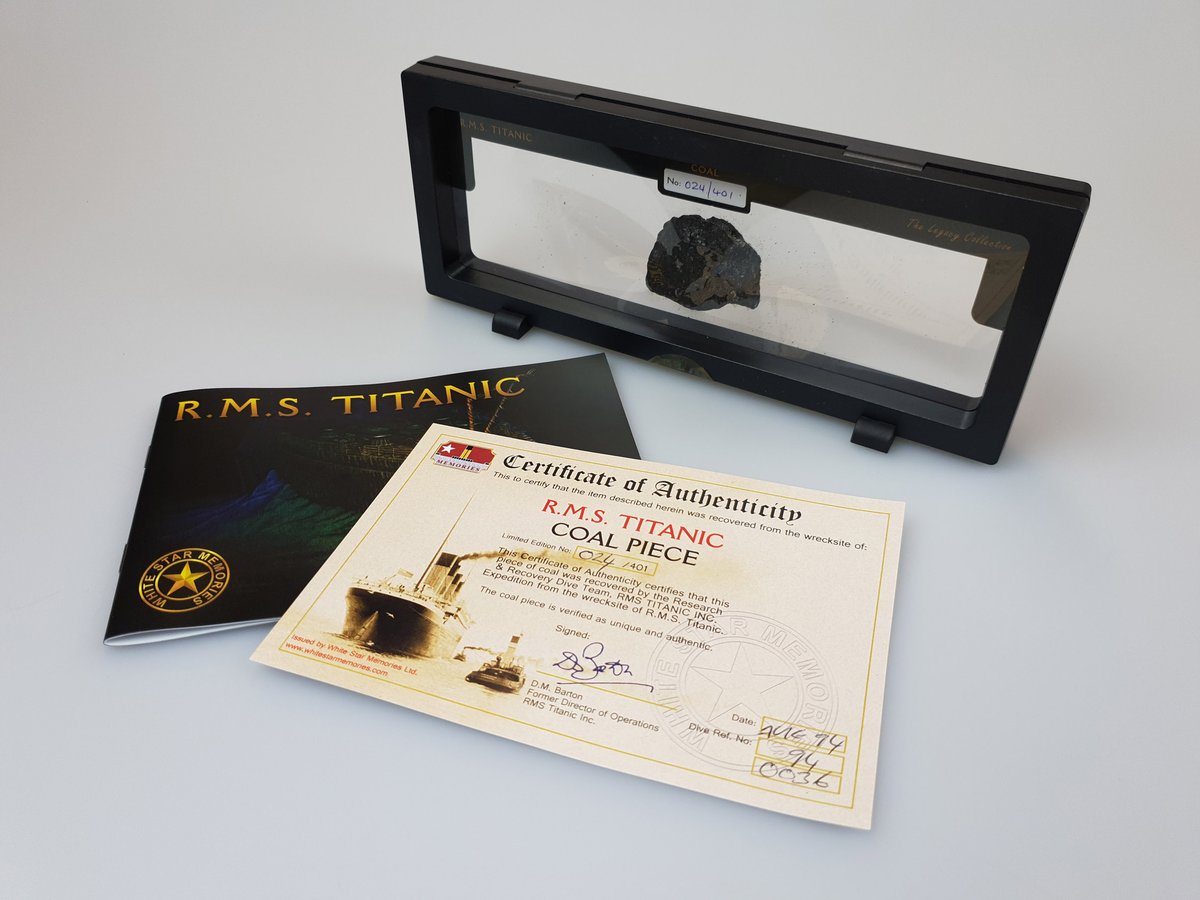 R.M.S. TITANIC
COAL
No: 024/401
The Legacy Collection
R.M.S. TITANIC
WHITE STAR MEMORIES
MEMORIES
Certificate of Authenticity
This to certify that the item described herein was recovered from the wrecksite of:
R.M.S. TITANIC
COAL PIECE
Limited Edition No: 024 /401
This Certificate of Authenticity certifies that this
piece of coal was recovered by the Research
& Recovery Dive Team, RMS TITANIC INC.
Expedition from the wrecksite of R.M.S. Titanic.
The coal piece is verified as unique and authentic.
Signed:
D.M. Barton
Former Director of Operations
RMS Titanic Inc.
Issued by White Star Memories Ltd.
www.whitestarmemories.com
WHITE STAR MEMORIES
Date: AUG 94
Dive Ref. No: 94
0036